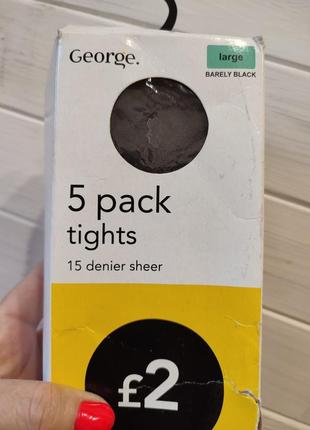 George.
large
BARELY BLACK
5 pack
tights
15 denier sheer
£2